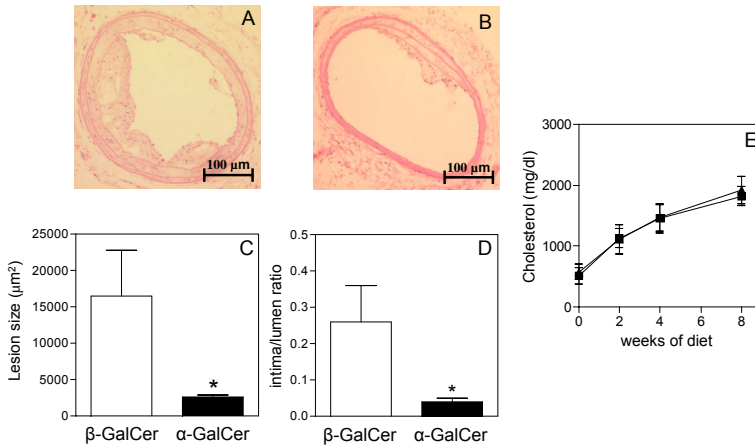 A
100 µm
B
100 µm
E
Cholesterol (mg/dl)
3000
2000
1000
0
0 2 4 8
weeks of diet
C
Lesion size (µm²)
25000
20000
15000
10000
5000
0
*
β-GalCer α-GalCer
D
intima/lumen ratio
0.5
0.4
0.3
0.2
0.1
0.0
*
β-GalCer α-GalCer